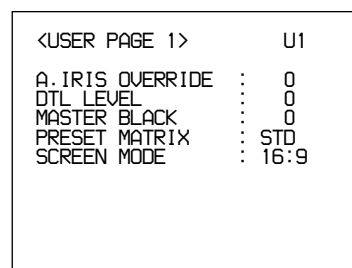 <USER PAGE 1> U1
A.IRIS OVERRIDE : 0
DTL LEVEL : 0
MASTER BLACK : 0
PRESET MATRIX : STD
SCREEN MODE : 16:9